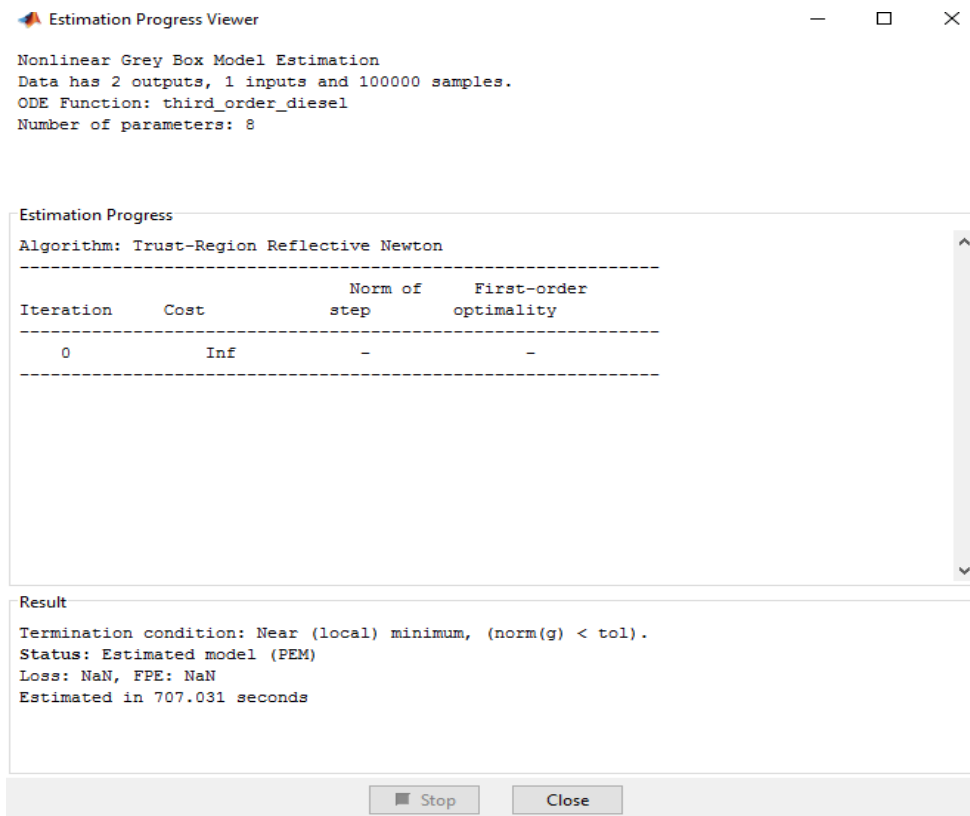 Estimation Progress Viewer
Nonlinear Grey Box Model Estimation
Data has 2 outputs, 1 inputs and 100000 samples.
ODE Function: third_order_diesel
Number of parameters: 8
Estimation Progress
Algorithm: Trust-Region Reflective Newton
--------------------------------------------------------------
Norm of First-order
Iteration Cost step optimality
--------------------------------------------------------------
0 Inf - -
--------------------------------------------------------------
Result
Termination condition: Near (local) minimum, (norm(g) < tol).
Status: Estimated model (PEM)
Loss: NaN, FPE: NaN
Estimated in 707.031 seconds
Stop Close